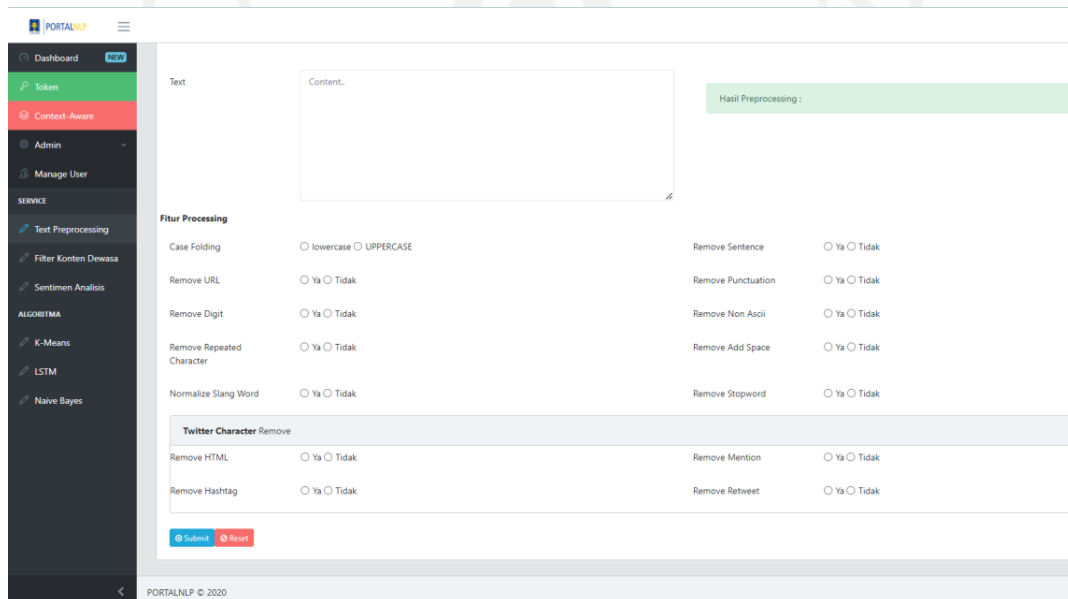 PORTALNLP
Dashboard NEW
Token
Context-Aware
Admin
Manage User
SERVICE
Text Preprocessing
Filter Konten Dewasa
Sentimen Analisis
ALGORITMA
K-Means
LSTM
Naive Bayes
Text
Content..
Hasil Preprocessing :
Fitur Processing
Case Folding lowercase UPPERCASE Remove Sentence Ya Tidak
Remove URL Ya Tidak Remove Punctuation Ya Tidak
Remove Digit Ya Tidak Remove Non Ascii Ya Tidak
Remove Repeated
Character Ya Tidak Remove Add Space Ya Tidak
Normalize Slang Word Ya Tidak Remove Stopword Ya Tidak
Twitter Character Remove
Remove HTML Ya Tidak Remove Mention Ya Tidak
Remove Hashtag Ya Tidak Remove Retweet Ya Tidak
Submit Reset
PORTALNLP © 2020